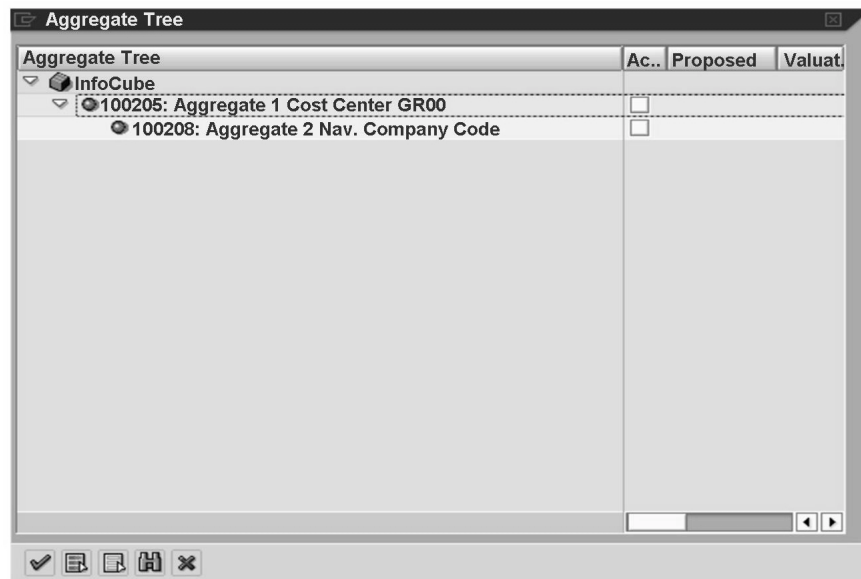 Aggregate Tree
Aggregate Tree Ac.. Proposed Valuat.
InfoCube
100205: Aggregate 1 Cost Center GR00
100208: Aggregate 2 Nav. Company Code